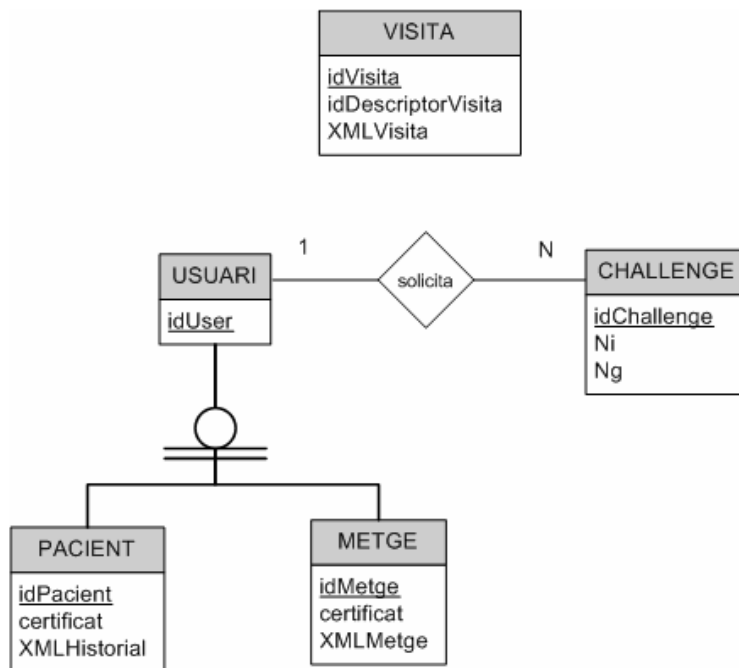 VISITA
idVisita
idDescriptorVisita
XMLVisita
1
N
USUARI
solicita
CHALLENGE
idUser
idChallenge
Ni
Ng
PACIENT
idPacient
certificat
XMLHistorial
METGE
idMetge
certificat
XMLMetge